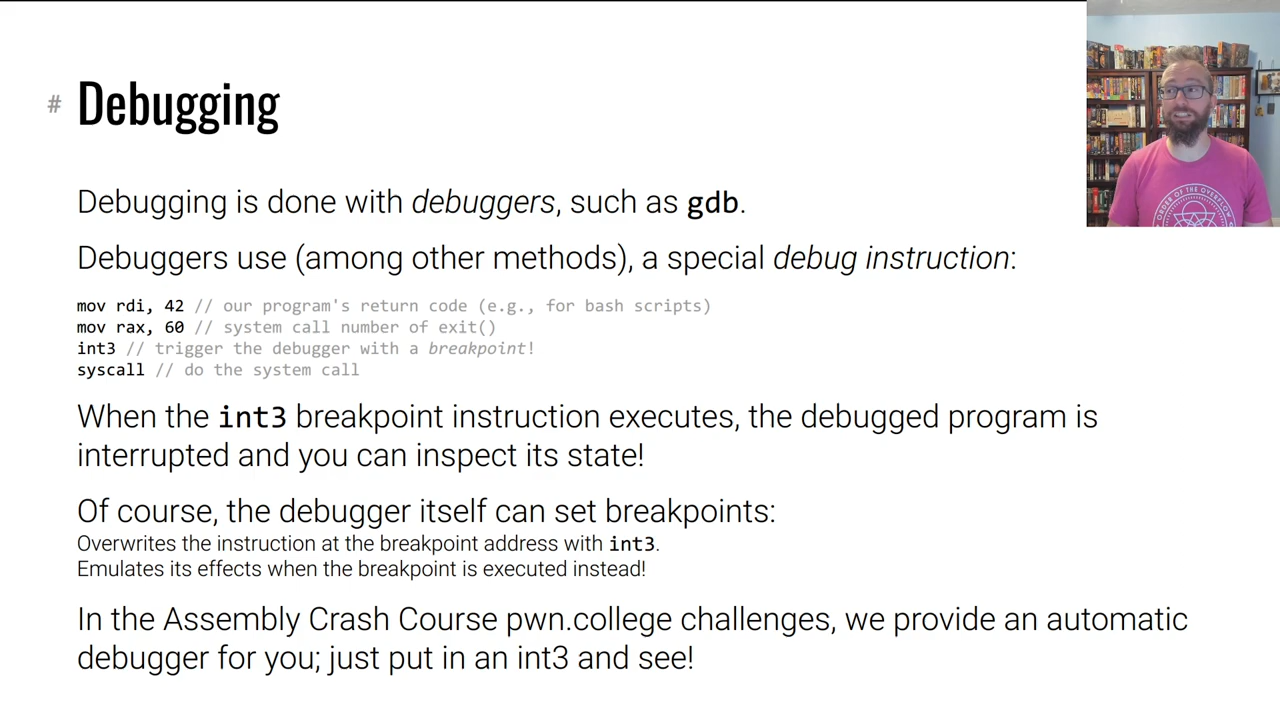 # Debugging
Debugging is done with debuggers, such as gdb.
Debuggers use (among other methods), a special debug instruction:
mov rdi, 42 // our program's return code (e.g., for bash scripts)
mov rax, 60 // system call number of exit()
int3 // trigger the debugger with a breakpoint!
syscall // do the system call
When the int3 breakpoint instruction executes, the debugged program is
interrupted and you can inspect its state!
Of course, the debugger itself can set breakpoints:
Overwrites the instruction at the breakpoint address with int3.
Emulates its effects when the breakpoint is executed instead!
In the Assembly Crash Course pwn.college challenges, we provide an automatic
debugger for you; just put in an int3 and see!
ORDER OF THE OVERFLOW